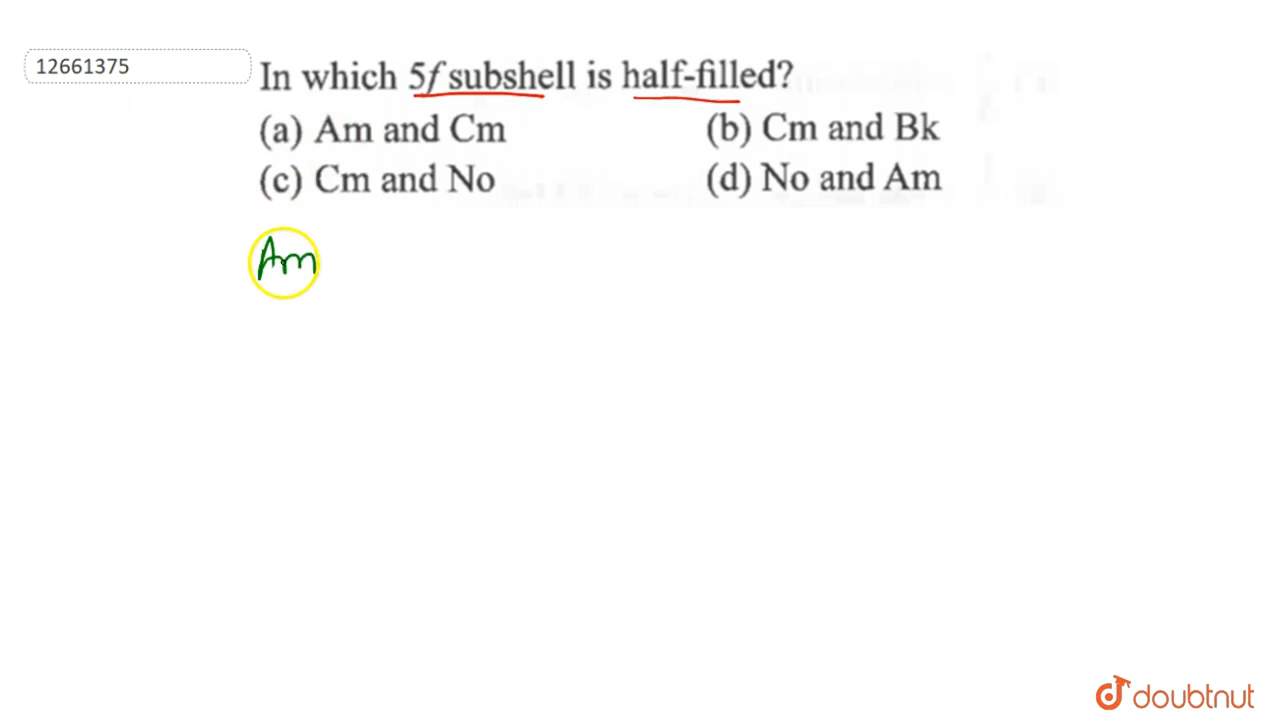 12661375
In which 5f subshell is half-filled?
(a) Am and Cm (b) Cm and Bk
(c) Cm and No (d) No and Am
Am
doubtnut